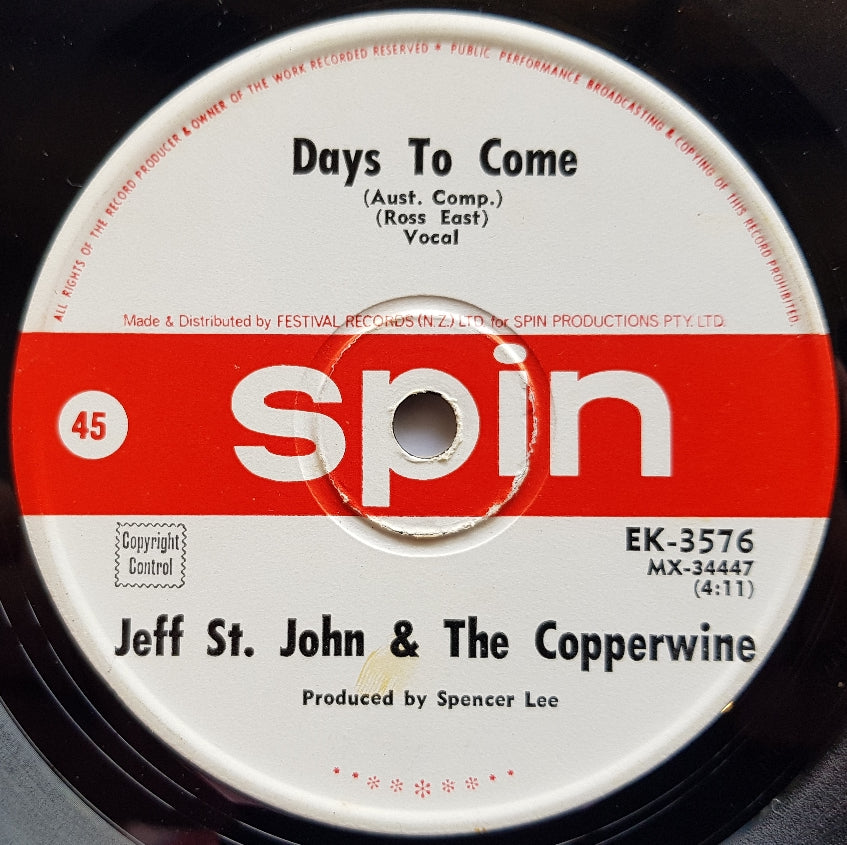 ALL RIGHTS OF THE RECORD PRODUCER & OWNER OF THE WORK RECORDED RESERVED * PUBLIC PERFORMANCE BROADCASTING & COPYING OF THIS RECORD PROHIBITED.
Days To Come
(Aust. Comp.)
(Ross East)
Vocal
Made & Distributed by FESTIVAL RECORDS (N.Z.) LTD. for SPIN PRODUCTIONS PTY. LTD.
45
spin
Copyright
Control
EK-3576
MX-34447
(4:11)
Jeff St. John & The Copperwine
Produced by Spencer Lee